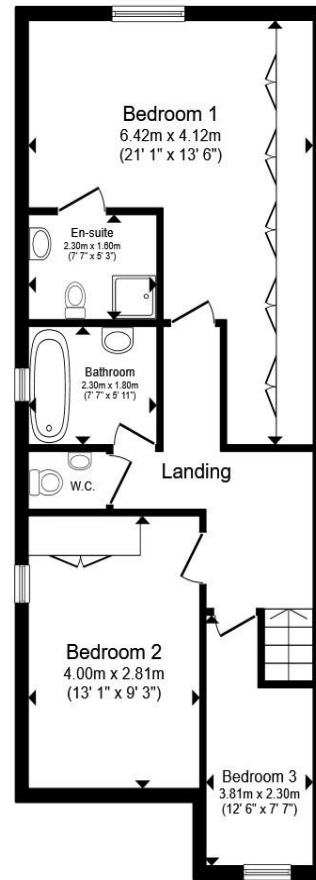 Bedroom 1
6.42m x 4.12m
(21' 1" x 13' 6")
En-suite
2.30m x 1.60m
(7' 7" x 5' 3")
Bathroom
2.30m x 1.80m
(7' 7" x 5' 11")
W.C.
Landing
Bedroom 2
4.00m x 2.81m
(13' 1" x 9' 3")
Bedroom 3
3.81m x 2.30m
(12' 6" x 7' 7")